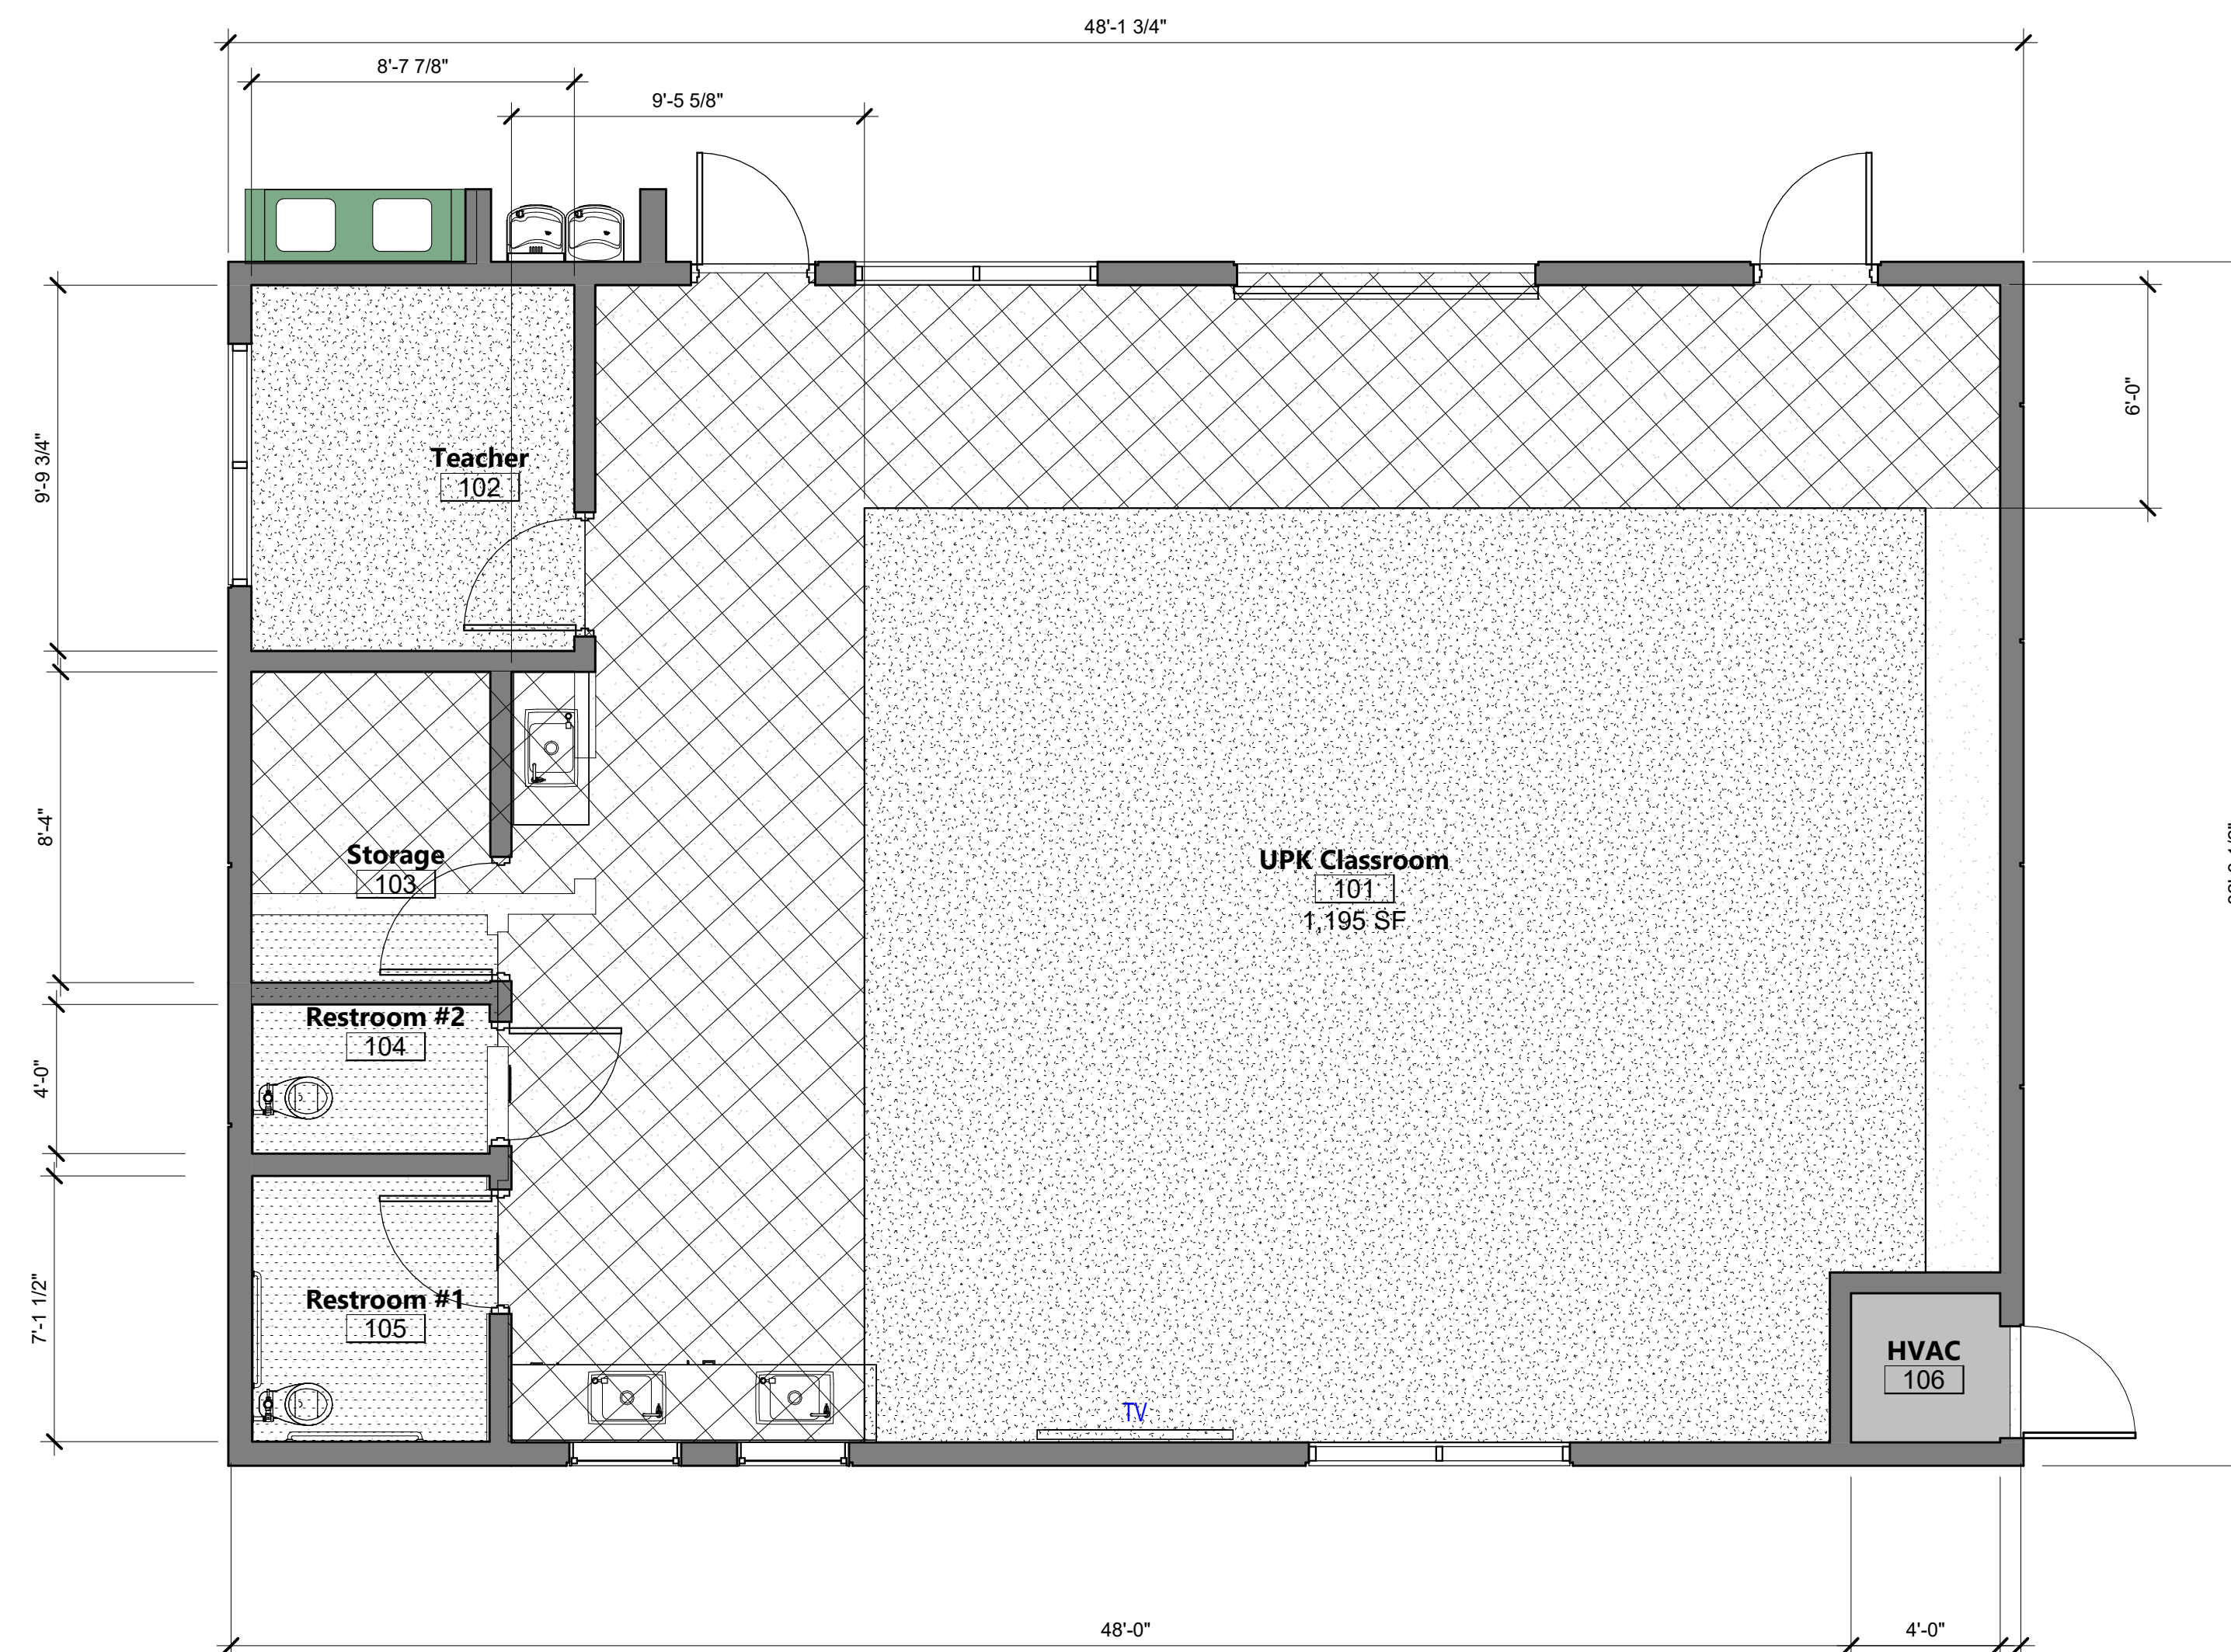 48'-1 3/4"
8'-7 7/8"
9'-5 5/8"
9'-9 3/4"
6'-0"
Teacher
102
8'-4"
Storage
103
UPK Classroom
101
1,195 SF
4'-0"
Restroom #2
104
7'-1 1/2"
Restroom #1
105
HVAC
106
TV
48'-0"
4'-0"